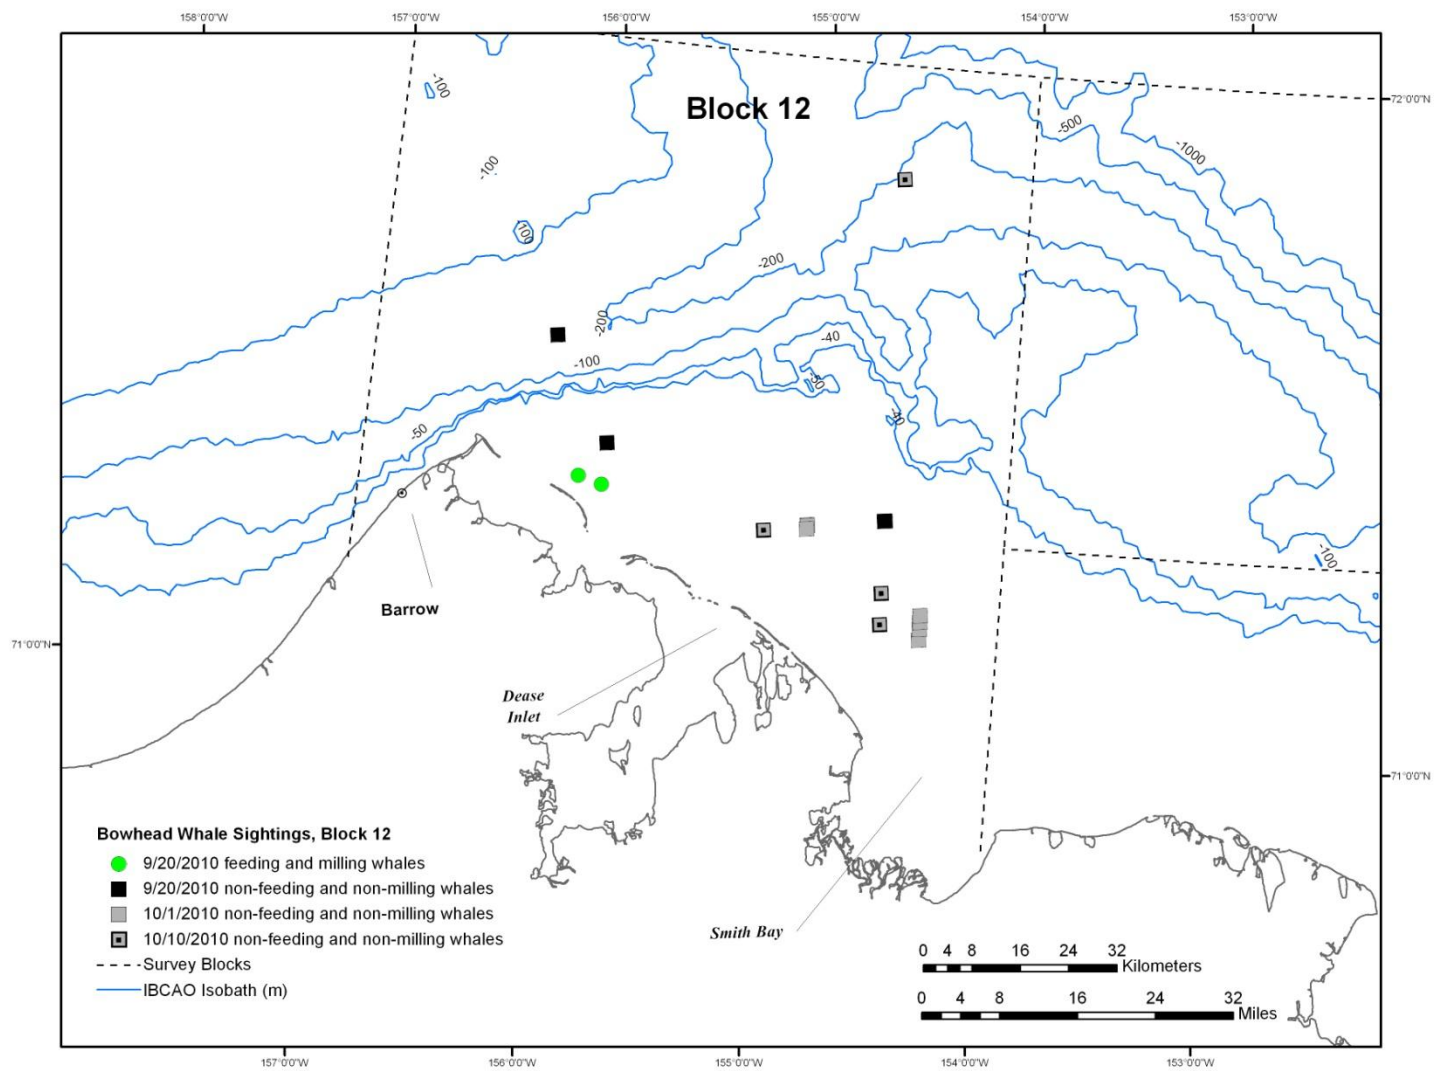 158°0'0"W 157°0'0"W 156°0'0"W 155°0'0"W 154°0'0"W 153°0'0"W
-100
Block 12
72°0'0"N
-500
-1000
-100
-100
-200
-200
-40
-100
-50
-40
-50
-100
Barrow
71°0'0"N
Dease
Inlet
71°0'0"N
Bowhead Whale Sightings, Block 12
9/20/2010 feeding and milling whales
9/20/2010 non-feeding and non-milling whales
10/1/2010 non-feeding and non-milling whales
10/10/2010 non-feeding and non-milling whales
Survey Blocks
IBCAO Isobath (m)
Smith Bay
0 4 8 16 24 32
Kilometers
0 4 8 16 24 32
Miles
157°0'0"W 156°0'0"W 155°0'0"W 154°0'0"W 153°0'0"W